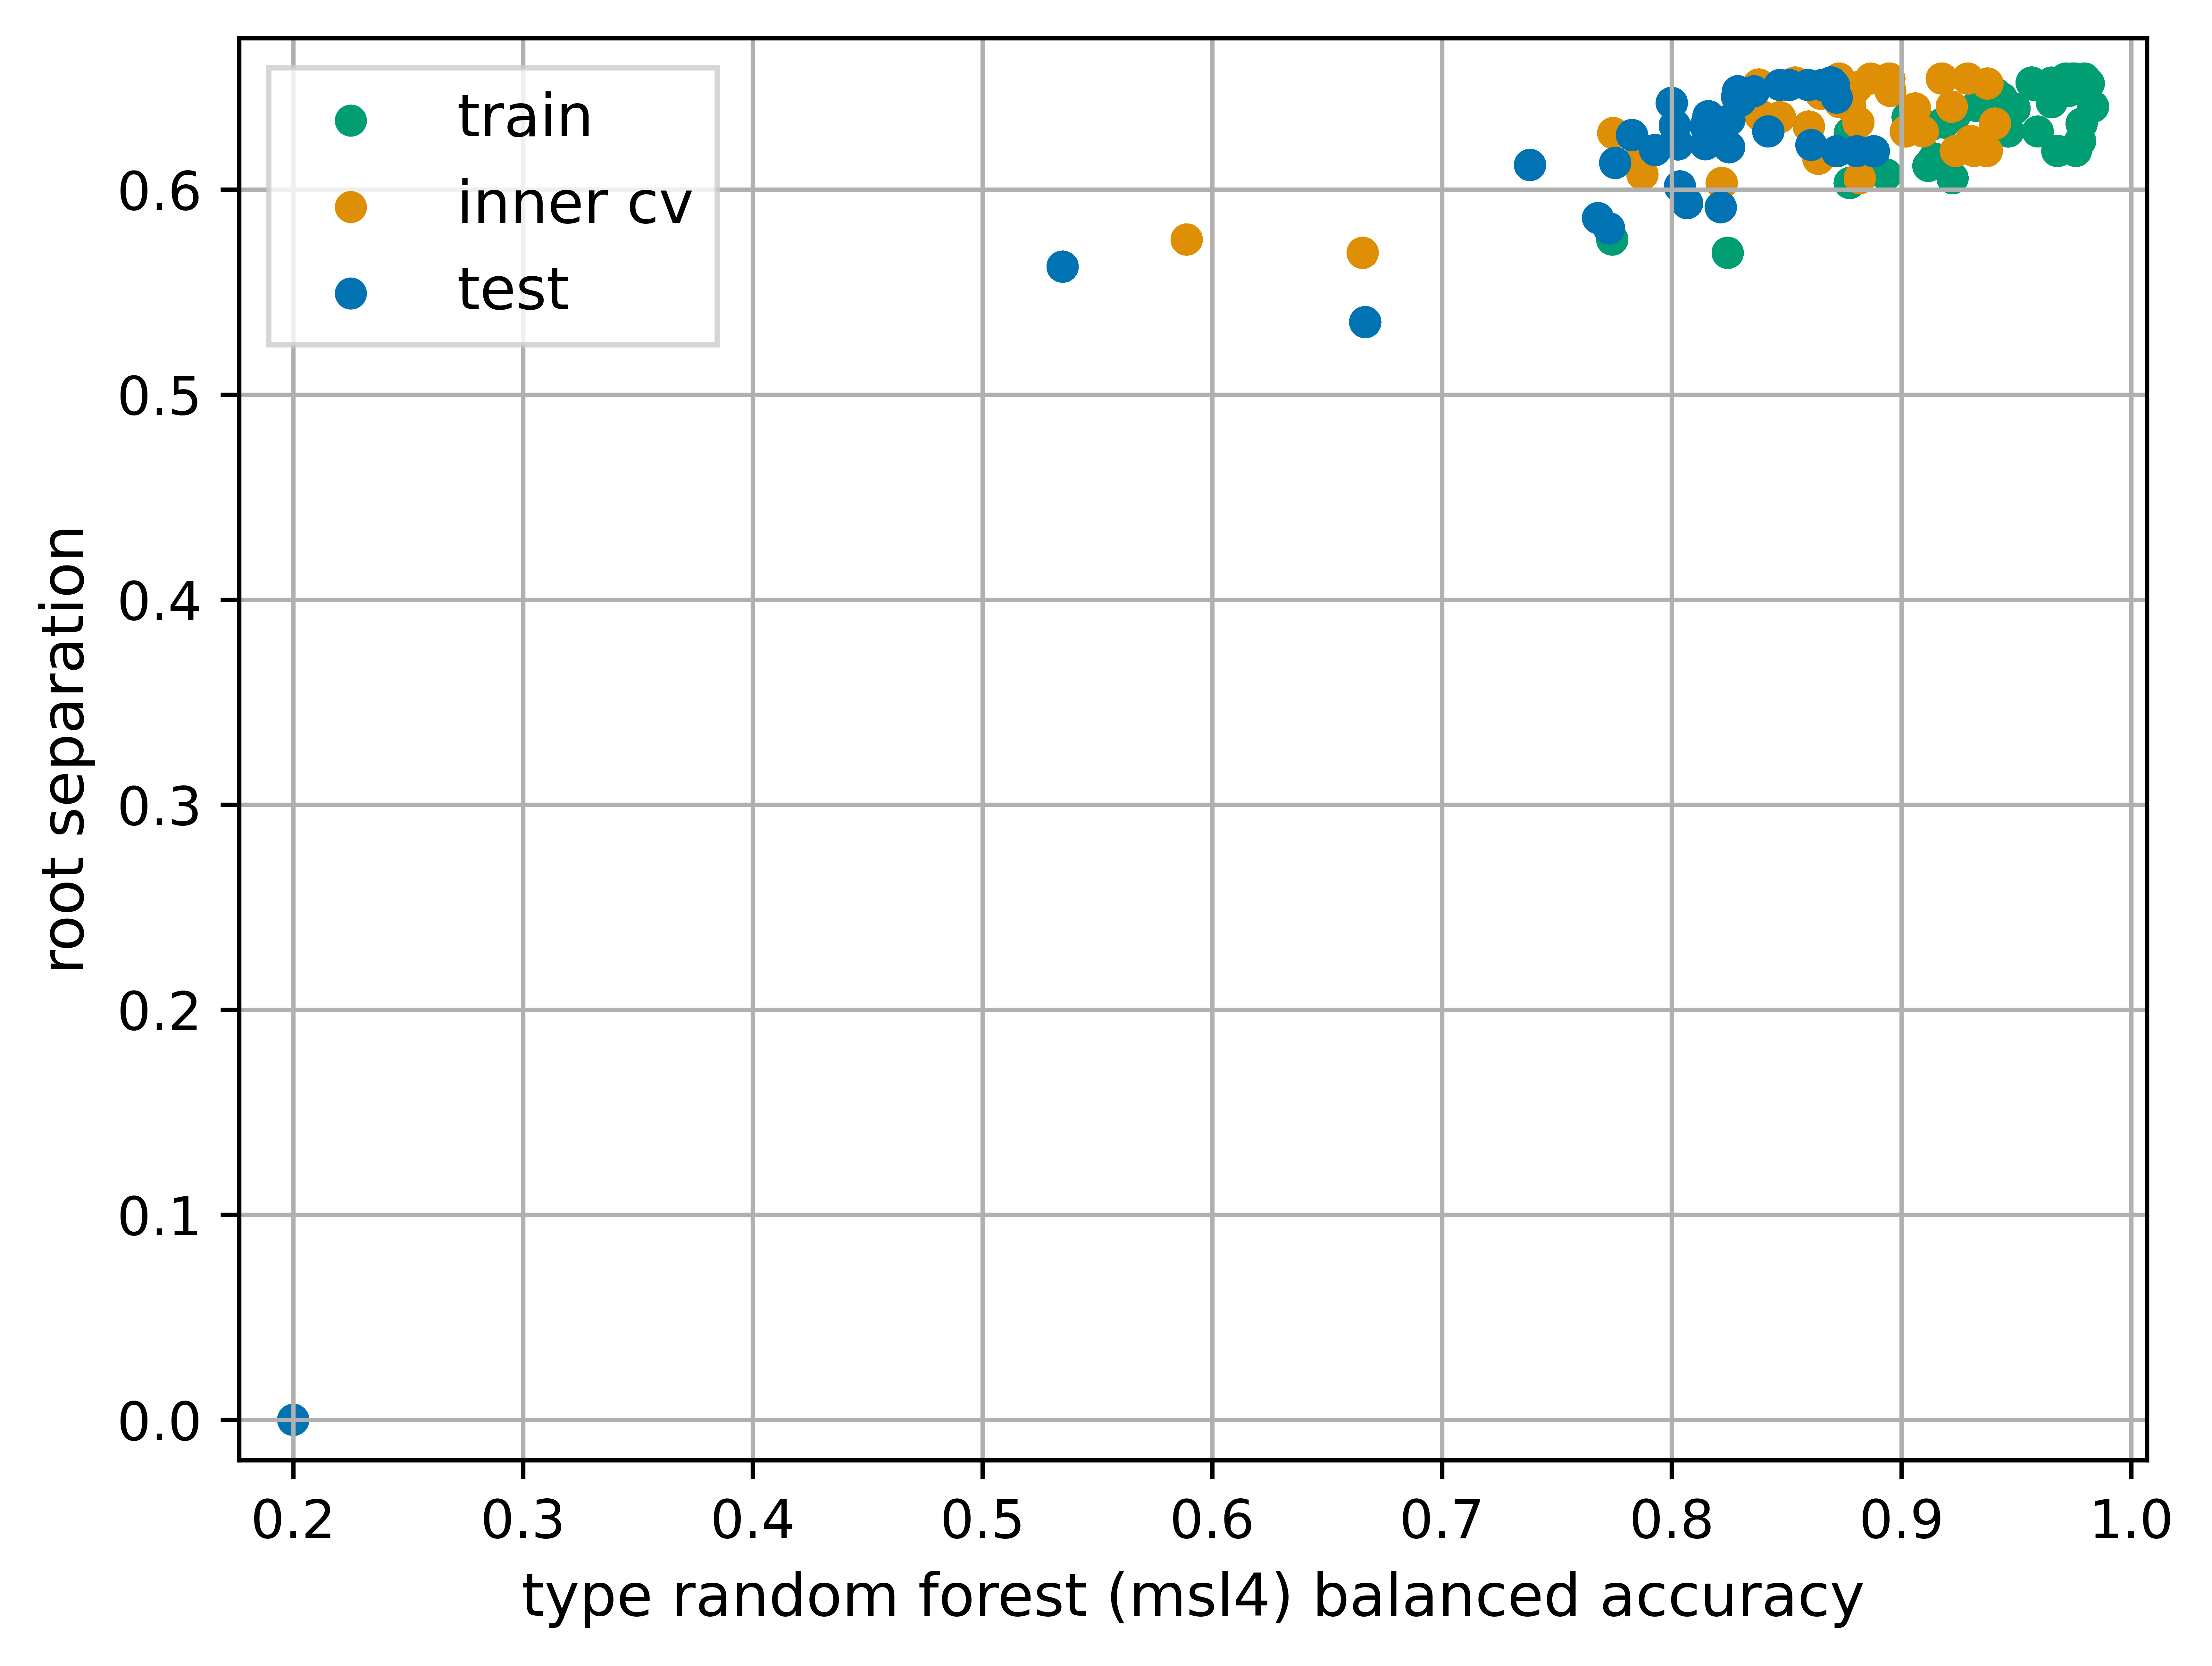 train
inner cv
test
root separation
0.6
0.5
0.4
0.3
0.2
0.1
0.0
0.2 0.3 0.4 0.5 0.6 0.7 0.8 0.9 1.0
type random forest (msl4) balanced accuracy